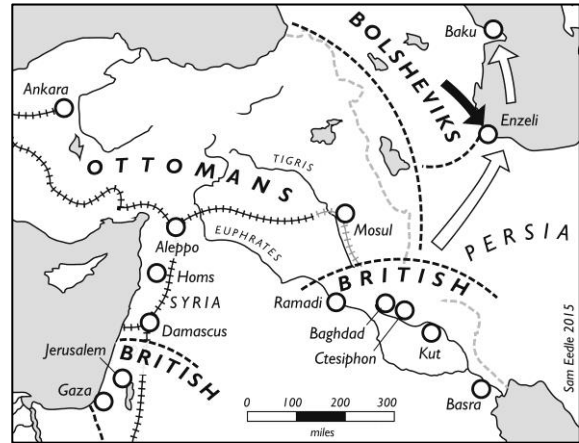 Baku
BOLSHEVIKS
Ankara
Enzeli
OTTOMANS
TIGRIS
Mosul
PERSIA
Aleppo
EUPHRATES
Homs
BRITISH
SYRIA
Ramadi
Damascus
Baghdad
Jerusalem
BRITISH
Ctesiphon
Kut
Gaza
Basra
0 100 200 300
miles
Sam Eedle 2015